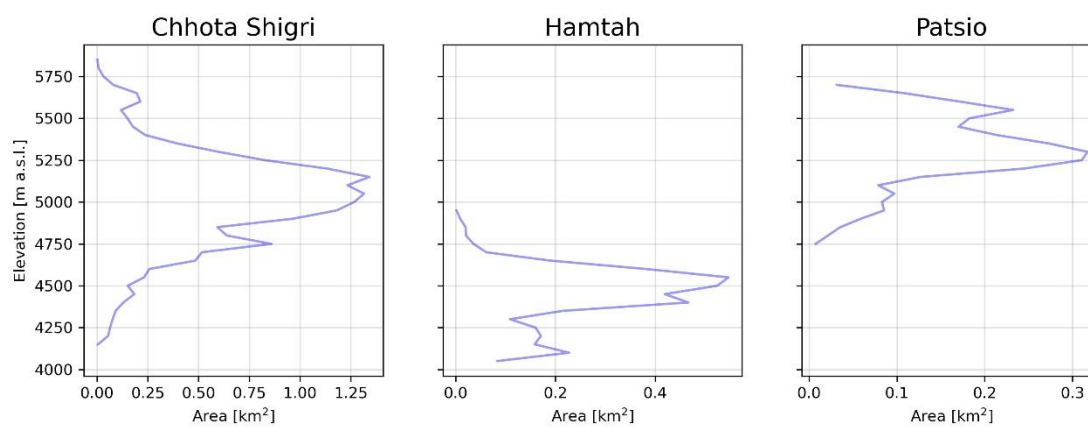 Chhota Shigri
Hamtah
Patsio
Elevation [m a.s.l.]
5750
5500
5250
5000
4750
4500
4250
4000
0.00 0.25 0.50 0.75 1.00 1.25
Area [km²]
0.0 0.2 0.4
Area [km²]
0.0 0.1 0.2 0.3
Area [km²]